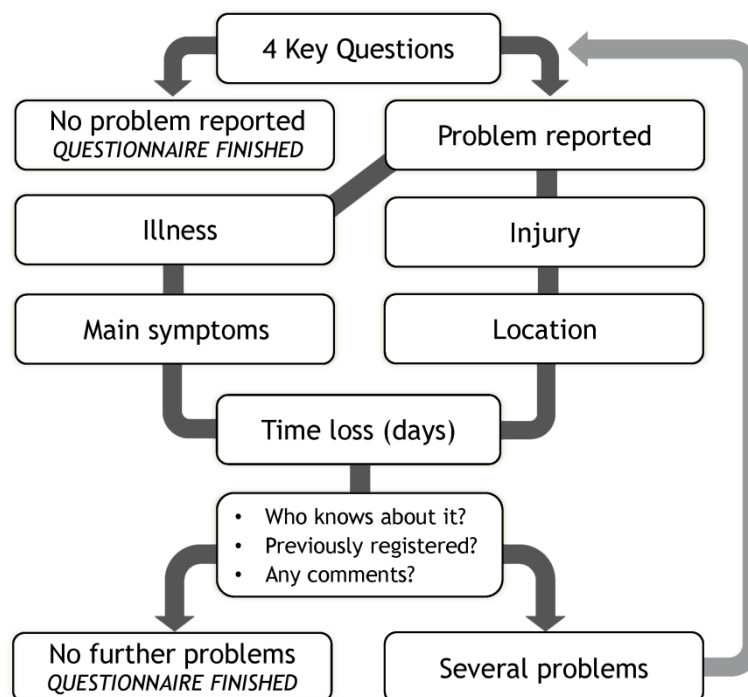 4 Key Questions
No problem reported
QUESTIONNAIRE FINISHED
Problem reported
Illness
Injury
Main symptoms
Location
Time loss (days)
• Who knows about it?
• Previously registered?
• Any comments?
No further problems
QUESTIONNAIRE FINISHED
Several problems